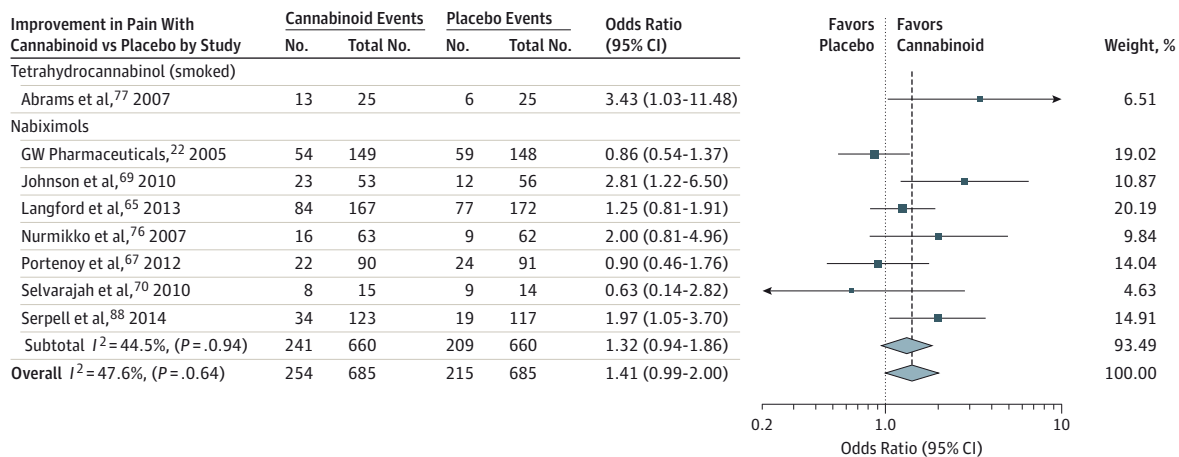 Improvement in Pain With Cannabinoid Events Placebo Events Odds Ratio Favors Favors
Cannabinoid vs Placebo by Study No. Total No. No. Total No. (95% CI) Placebo Cannabinoid Weight, %
Tetrahydrocannabinol (smoked)
Abrams et al,77 2007 13 25 6 25 3.43 (1.03-11.48) 6.51
Nabiximols
GW Pharmaceuticals,22 2005 54 149 59 148 0.86 (0.54-1.37) 19.02
Johnson et al,69 2010 23 53 12 56 2.81 (1.22-6.50) 10.87
Langford et al,65 2013 84 167 77 172 1.25 (0.81-1.91) 20.19
Nurmikko et al,76 2007 16 63 9 62 2.00 (0.81-4.96) 9.84
Portenoy et al,67 2012 22 90 24 91 0.90 (0.46-1.76) 14.04
Selvarajah et al,70 2010 8 15 9 14 0.63 (0.14-2.82) 4.63
Serpell et al,88 2014 34 123 19 117 1.97 (1.05-3.70) 14.91
Subtotal I2 = 44.5%, (P = .0.94) 241 660 209 660 1.32 (0.94-1.86) 93.49
Overall I2 = 47.6%, (P = .0.64) 254 685 215 685 1.41 (0.99-2.00) 100.00
0.2 1.0 10
Odds Ratio (95% CI)